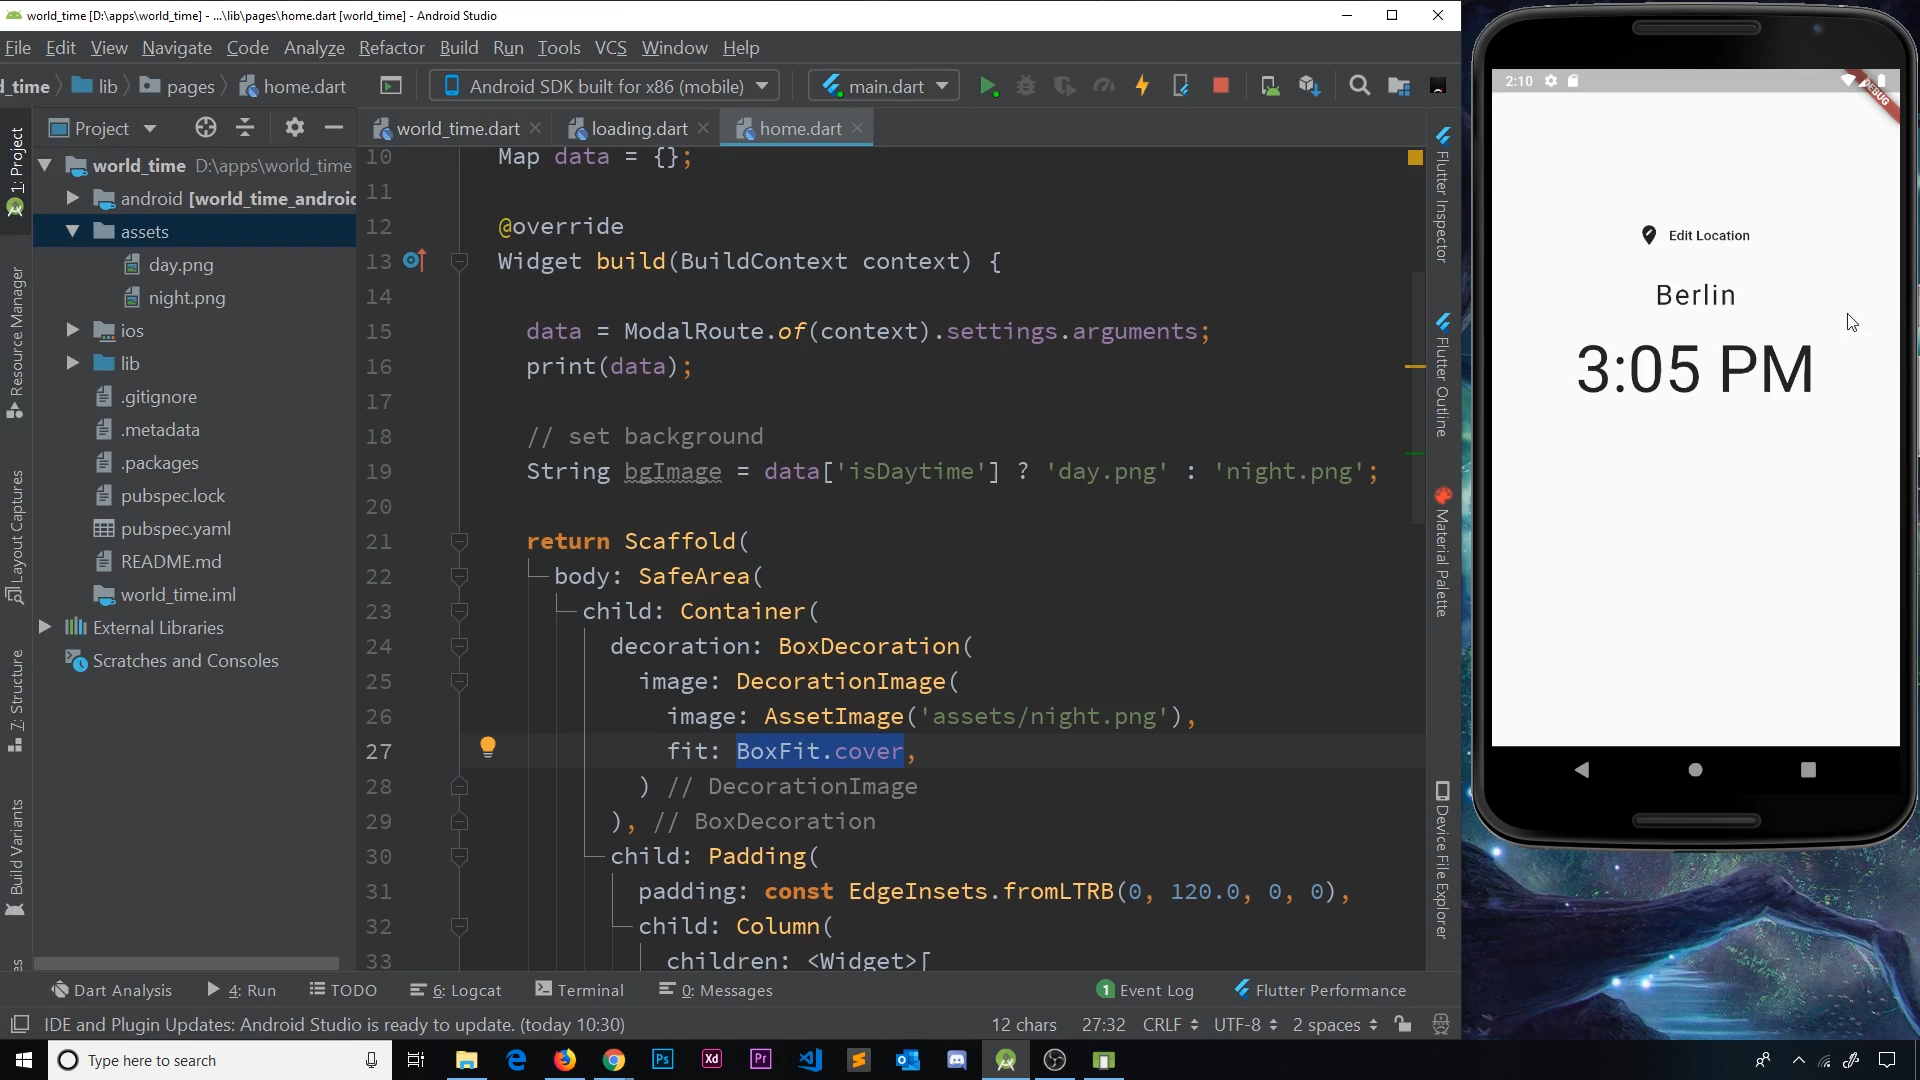 world_time [D:\apps\world_time] - ...\lib\pages\home.dart [world_time] - Android Studio
File Edit View Navigate Code Analyze Refactor Build Run Tools VCS Window Help
d_time lib pages home.dart Android SDK built for x86 (mobile) main.dart
Project
world_time.dart loading.dart home.dart
world_time D:\apps\world_time
android [world_time_android
assets
day.png
night.png
ios
lib
.gitignore
.metadata
.packages
pubspec.lock
pubspec.yaml
README.md
world_time.iml
External Libraries
Scratches and Consoles
1: Project
Resource Manager
Layout Captures
7: Structure
Build Variants
10 Map data = {};
11
12 @override
13 Widget build(BuildContext context) {
14
15 data = ModalRoute.of(context).settings.arguments;
16 print(data);
17
18 // set background
19 String bgImage = data['isDaytime'] ? 'day.png' : 'night.png';
20
21 return Scaffold(
22 body: SafeArea(
23 child: Container(
24 decoration: BoxDecoration(
25 image: DecorationImage(
26 image: AssetImage('assets/night.png'),
27 fit: BoxFit.cover,
28 ) // DecorationImage
29 ), // BoxDecoration
30 child: Padding(
31 padding: const EdgeInsets.fromLTRB(0, 120.0, 0, 0),
32 child: Column(
33 children: <Widget>[
Flutter Inspector
Flutter Outline
Material Palette
Device File Explorer
2:10
DEBUG
Edit Location
Berlin
3:05 PM
Dart Analysis 4: Run TODO 6: Logcat Terminal 0: Messages 1 Event Log Flutter Performance
IDE and Plugin Updates: Android Studio is ready to update. (today 10:30) 12 chars 27:32 CRLF UTF-8 2 spaces
Type here to search Ps Xd Pr